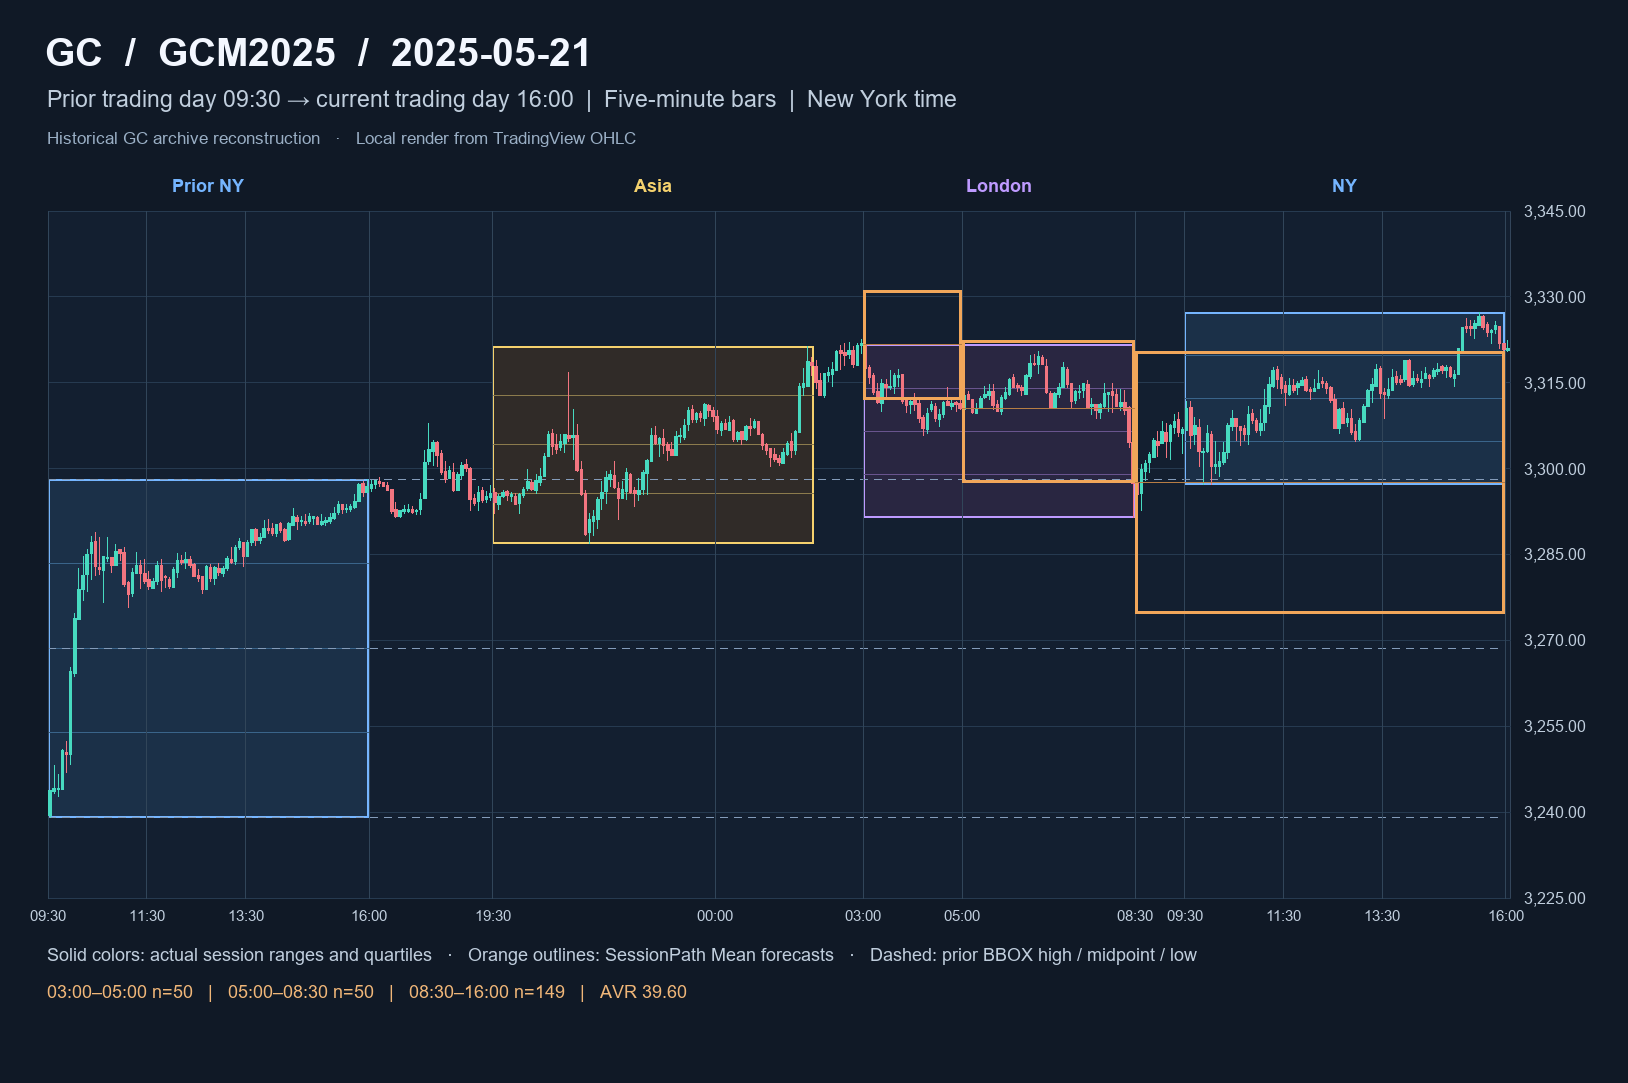 GC / GCM2025 / 2025-05-21
Prior trading day 09:30 → current trading day 16:00 | Five-minute bars | New York time
Historical GC archive reconstruction · Local render from TradingView OHLC
Prior NY Asia London NY
3,345.00
3,330.00
3,315.00
3,300.00
3,285.00
3,270.00
3,255.00
3,240.00
3,225.00
09:30 11:30 13:30 16:00 19:30 00:00 03:00 05:00 08:30 09:30 11:30 13:30 16:00
Solid colors: actual session ranges and quartiles · Orange outlines: SessionPath Mean forecasts · Dashed: prior BBOX high / midpoint / low
03:00–05:00 n=50 | 05:00–08:30 n=50 | 08:30–16:00 n=149 | AVR 39.60